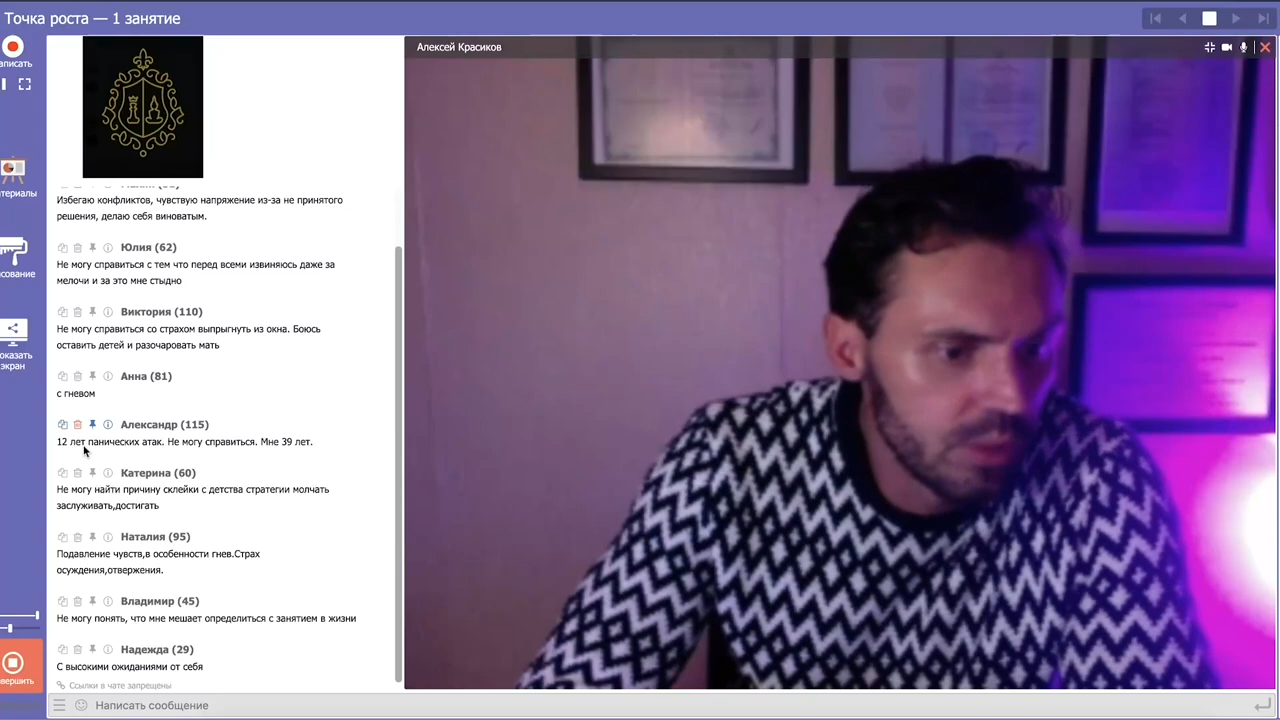 Точка роста — 1 занятие
Алексей Красиков
Избегаю конфликтов, чувствую напряжение из-за не принятого
решения, делаю себя виноватым.
Юлия (62)
Не могу справиться с тем что перед всеми извиняюсь даже за
мелочи и за это мне стыдно
Виктория (110)
Не могу справиться со страхом выпрыгнуть из окна. Боюсь
оставить детей и разочаровать мать
Анна (81)
с гневом
Александр (115)
12 лет панических атак. Не могу справиться. Мне 39 лет.
Катерина (60)
Не могу найти причину склейки с детства стратегии молчать
заслуживать,достигать
Наталия (95)
Подавление чувств,в особенности гнев.Страх
осуждения,отвержения.
Владимир (45)
Не могу понять, что мне мешает определиться с занятием в жизни
Надежда (29)
С высокими ожиданиями от себя
Ссылки в чате запрещены
Написать сообщение
аписать
териалы
сование
оказать
экран
вершить